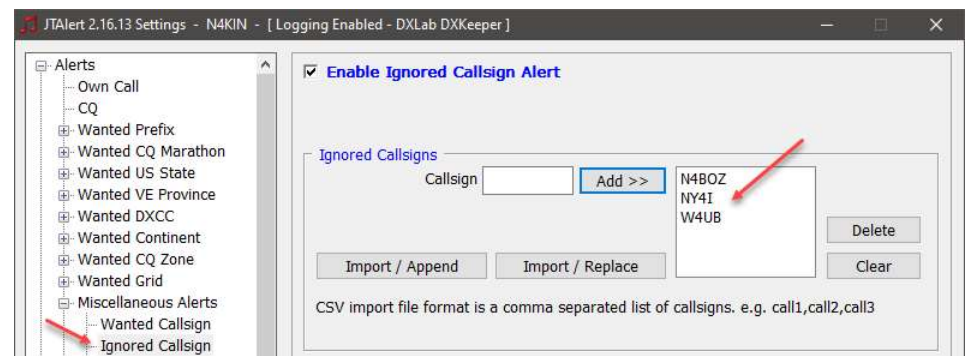 JTAlert 2.16.13 Settings - N4KIN - [ Logging Enabled - DXLab DXKeeper ]
Alerts
Own Call
CQ
Wanted Prefix
Wanted CQ Marathon
Wanted US State
Wanted VE Province
Wanted DXCC
Wanted Continent
Wanted CQ Zone
Wanted Grid
Miscellaneous Alerts
Wanted Callsign
Ignored Callsign
Enable Ignored Callsign Alert
Ignored Callsigns
Callsign
Add >>
N4BOZ
NY4I
W4UB
Delete
Import / Append
Import / Replace
Clear
CSV import file format is a comma separated list of callsigns. e.g. call1,call2,call3